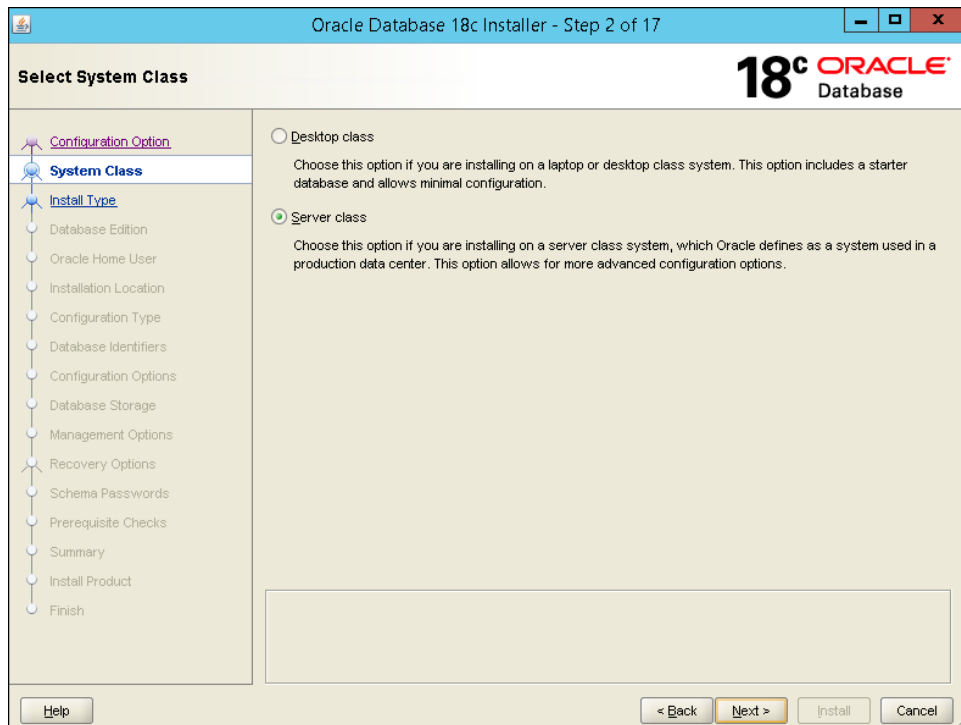 Oracle Database 18c Installer - Step 2 of 17
Select System Class
18c ORACLE
Database
Configuration Option
System Class
Install Type
Database Edition
Oracle Home User
Installation Location
Configuration Type
Database Identifiers
Configuration Options
Database Storage
Management Options
Recovery Options
Schema Passwords
Prerequisite Checks
Summary
Install Product
Finish
Desktop class
Choose this option if you are installing on a laptop or desktop class system. This option includes a starter
database and allows minimal configuration.
Server class
Choose this option if you are installing on a server class system, which Oracle defines as a system used in a
production data center. This option allows for more advanced configuration options.
Help
< Back
Next >
Install
Cancel